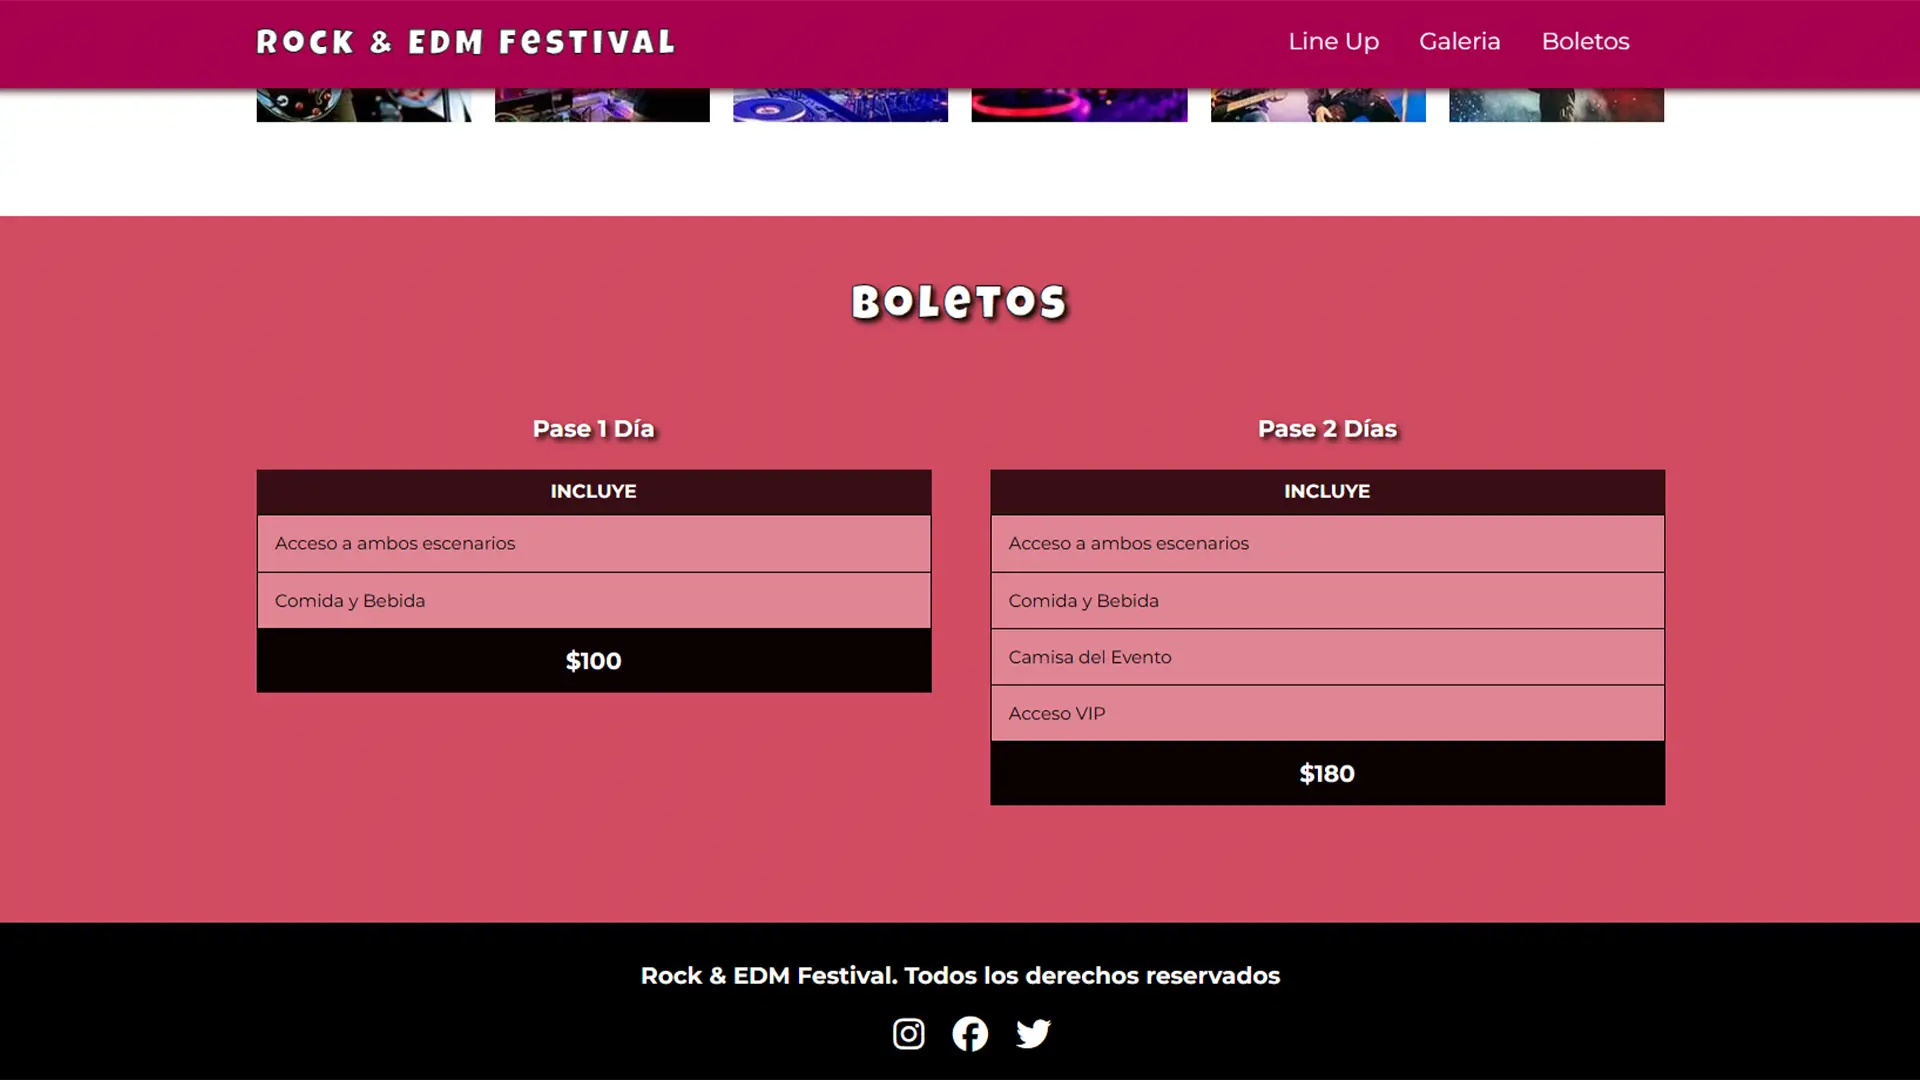 Rock & EDM Festival
Line Up
Galeria
Boletos
Boletos
Pase 1 Día
INCLUYE
Acceso a ambos escenarios
Comida y Bebida
$100
Pase 2 Días
INCLUYE
Acceso a ambos escenarios
Comida y Bebida
Camisa del Evento
Acceso VIP
$180
Rock & EDM Festival. Todos los derechos reservados